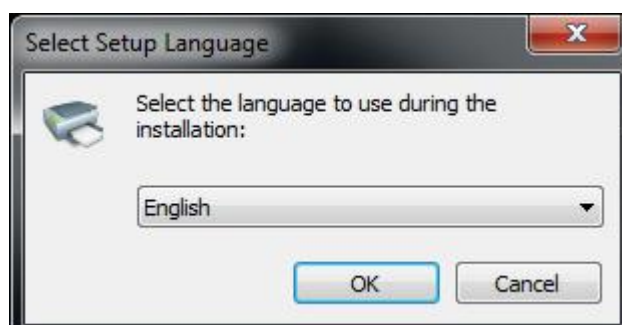 Select Setup Language
Select the language to use during the
installation:
English
OK
Cancel